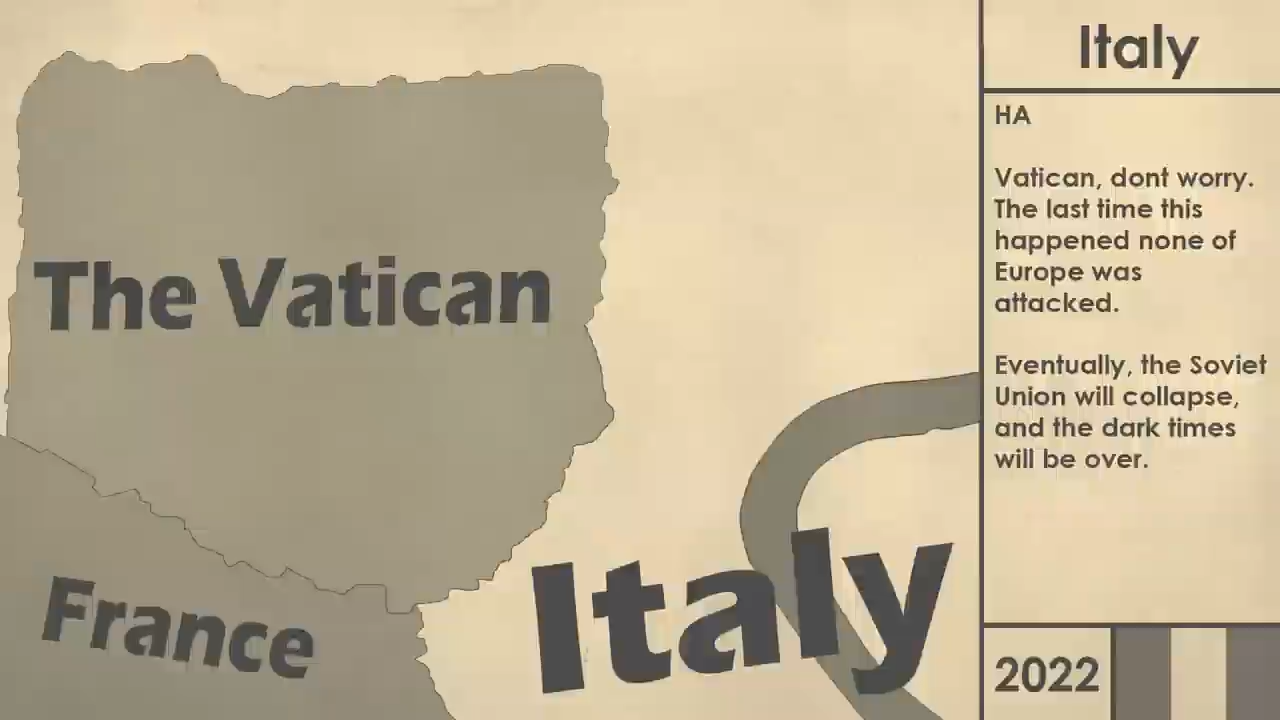 The Vatican
France
Italy
Italy
HA
Vatican, dont worry.
The last time this
happened none of
Europe was
attacked.
Eventually, the Soviet
Union will collapse,
and the dark times
will be over.
2022